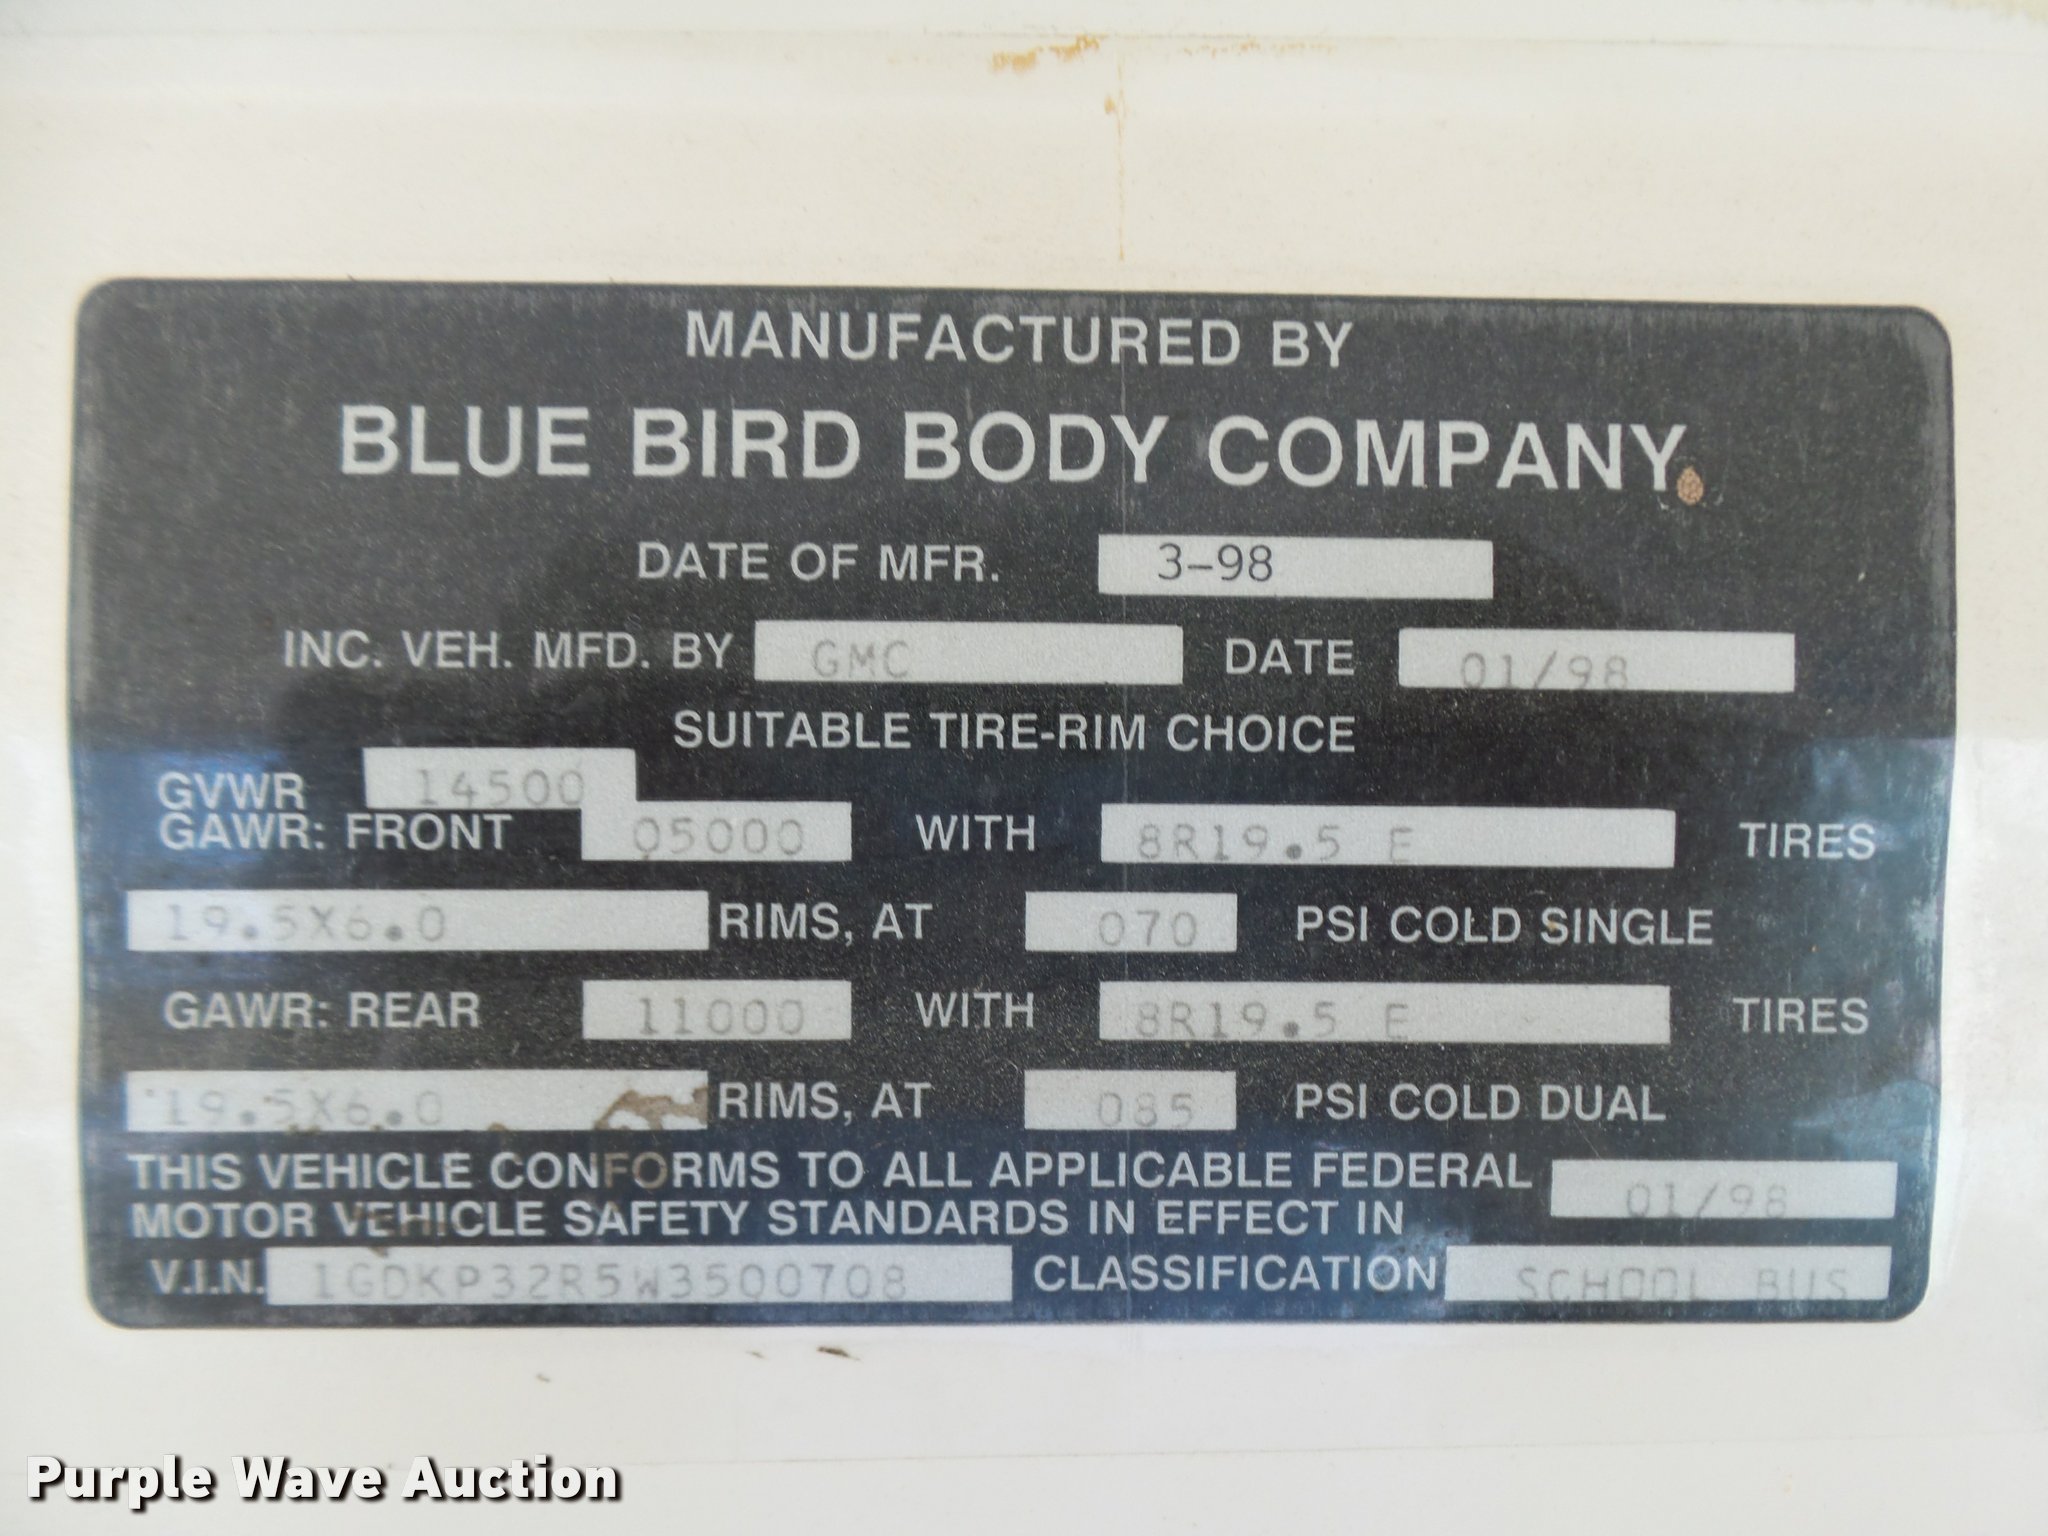 MANUFACTURED BY
BLUE BIRD BODY COMPANY
DATE OF MFR. 3-98
INC. VEH. MFD. BY GMC DATE 01/98
SUITABLE TIRE-RIM CHOICE
GVWR 14500
GAWR: FRONT 05000 WITH 8R19.5 E TIRES
19.5X6.0 RIMS, AT 070 PSI COLD SINGLE
GAWR: REAR 11000 WITH 8R19.5 E TIRES
19.5X6.0 RIMS, AT 085 PSI COLD DUAL
THIS VEHICLE CONFORMS TO ALL APPLICABLE FEDERAL
MOTOR VEHICLE SAFETY STANDARDS IN EFFECT IN 01/98
V.I.N. 1GDKP32R5W3500708 CLASSIFICATION SCHOOL BUS
Purple Wave Auction